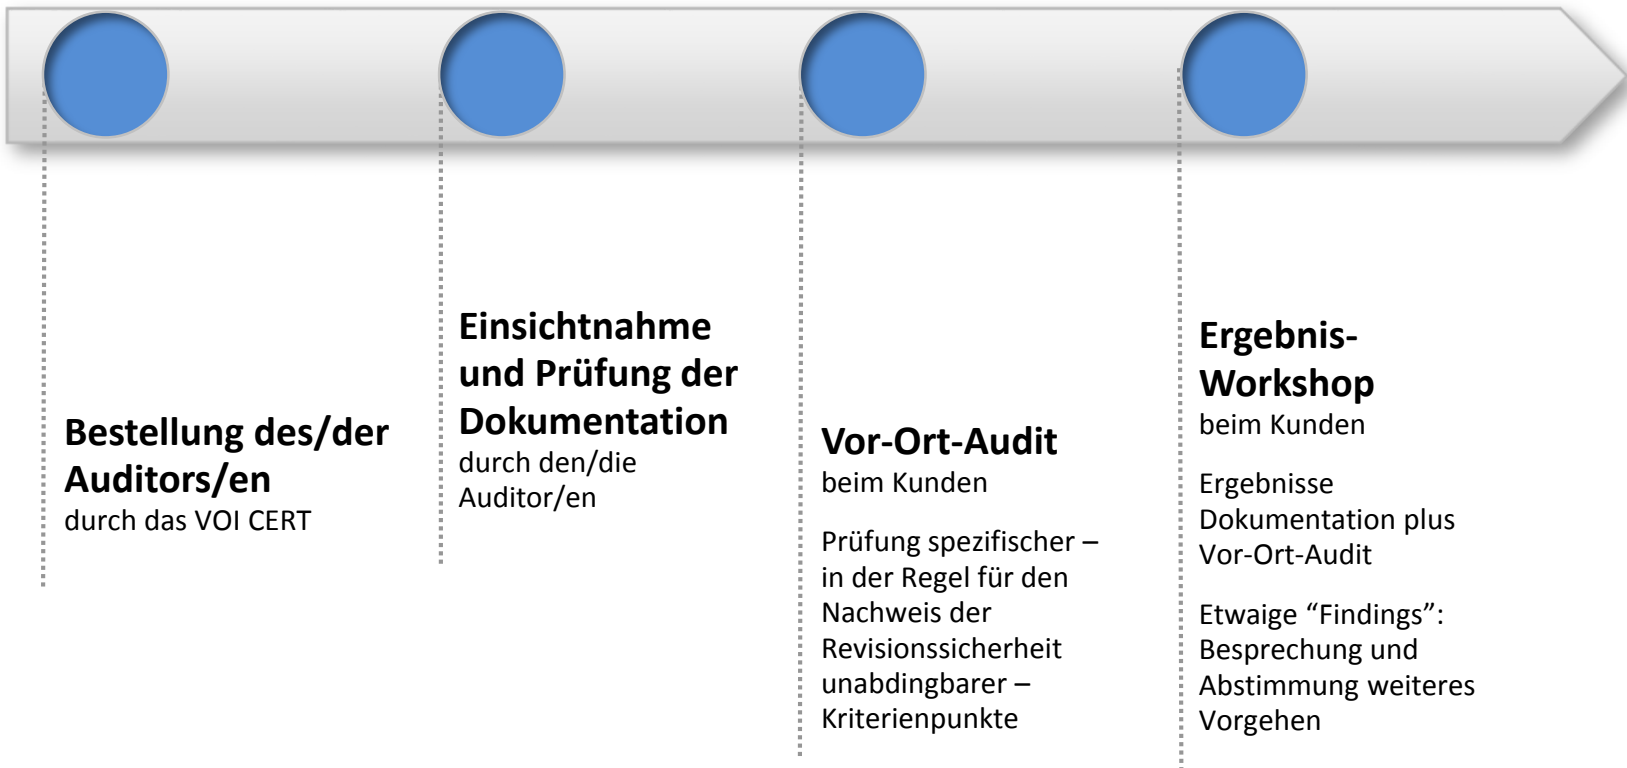 Bestellung des/der
Auditors/en
durch das VOI CERT
Einsichtnahme
und Prüfung der
Dokumentation
durch den/die
Auditor/en
Vor-Ort-Audit
beim Kunden
Prüfung spezifischer –
in der Regel für den
Nachweis der
Revisionssicherheit
unabdingbarer –
Kriterienpunkte
Ergebnis-
Workshop
beim Kunden
Ergebnisse
Dokumentation plus
Vor-Ort-Audit
Etwaige “Findings”:
Besprechung und
Abstimmung weiteres
Vorgehen